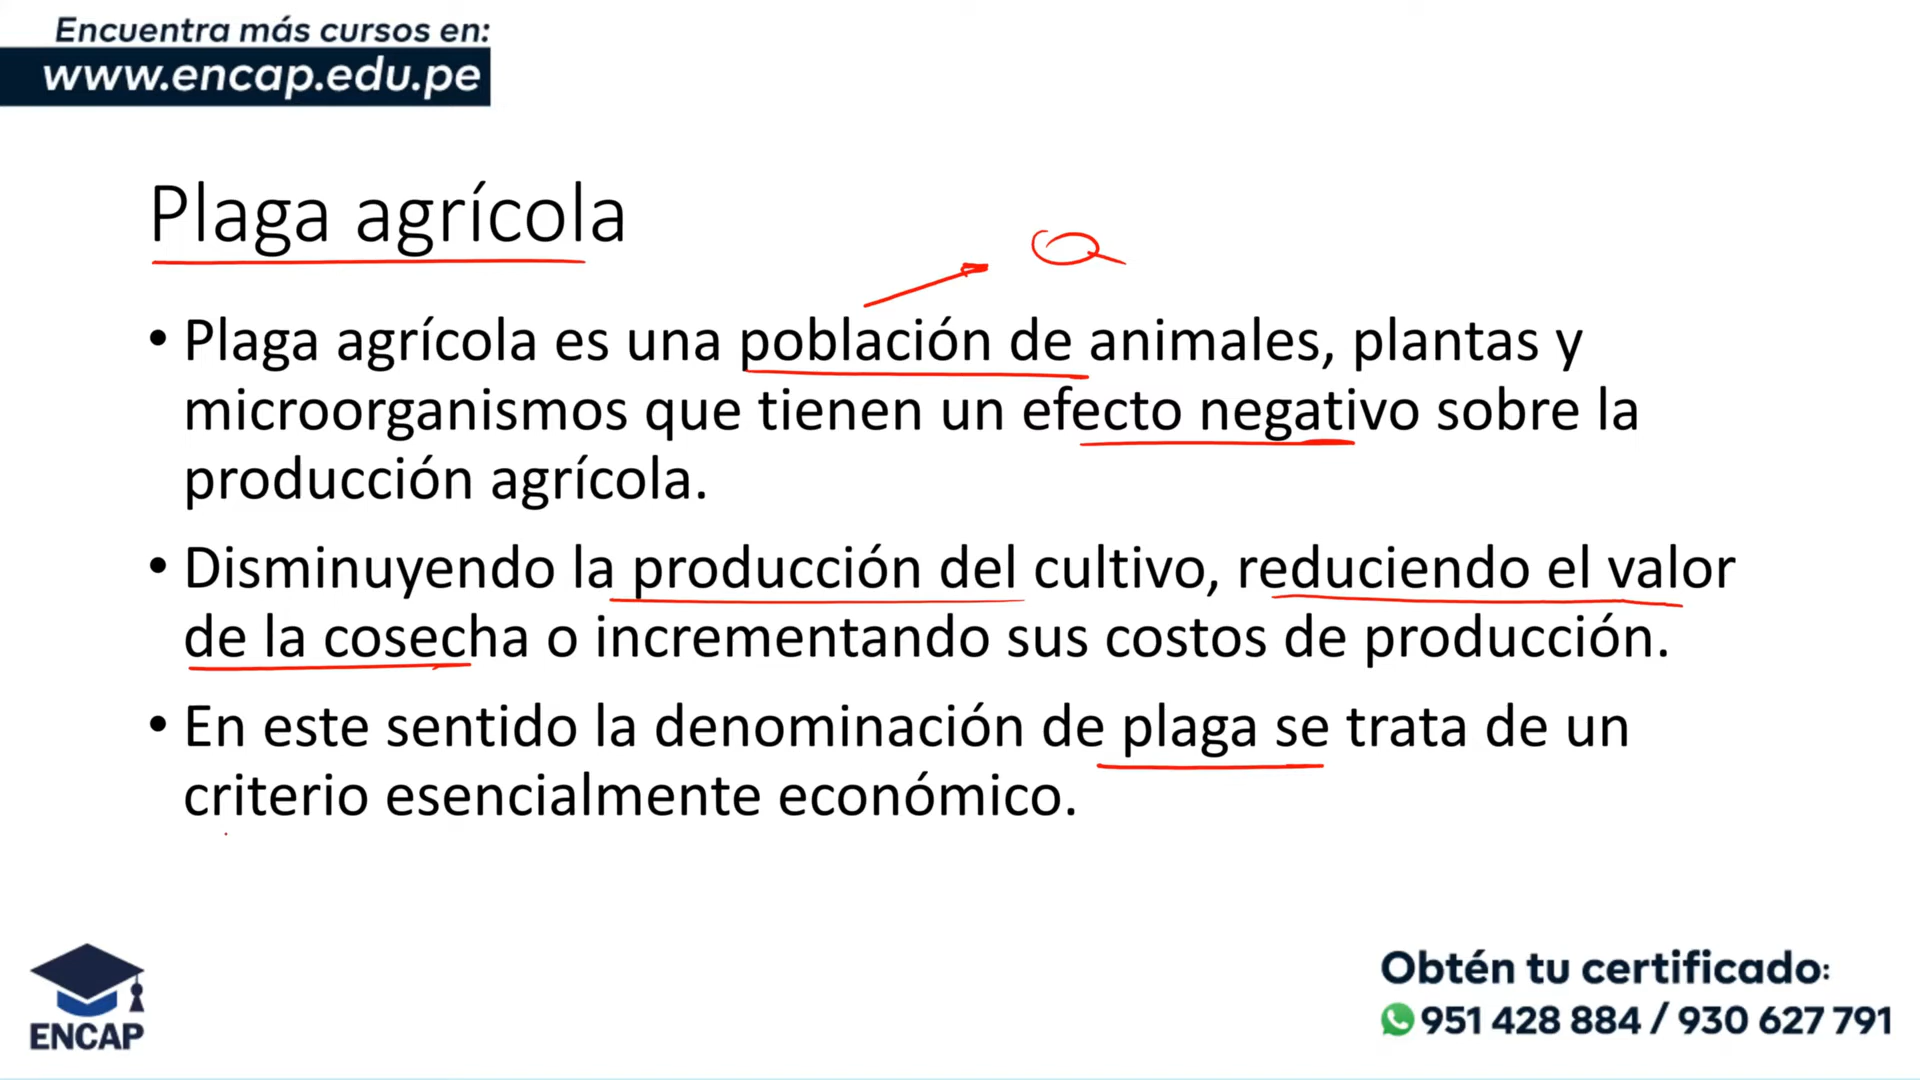 Encuentra más cursos en:
www.encap.edu.pe
Plaga agrícola
• Plaga agrícola es una población de animales, plantas y
microorganismos que tienen un efecto negativo sobre la
producción agrícola.
• Disminuyendo la producción del cultivo, reduciendo el valor
de la cosecha o incrementando sus costos de producción.
• En este sentido la denominación de plaga se trata de un
criterio esencialmente económico.
ENCAP
Obtén tu certificado:
951 428 884 / 930 627 791